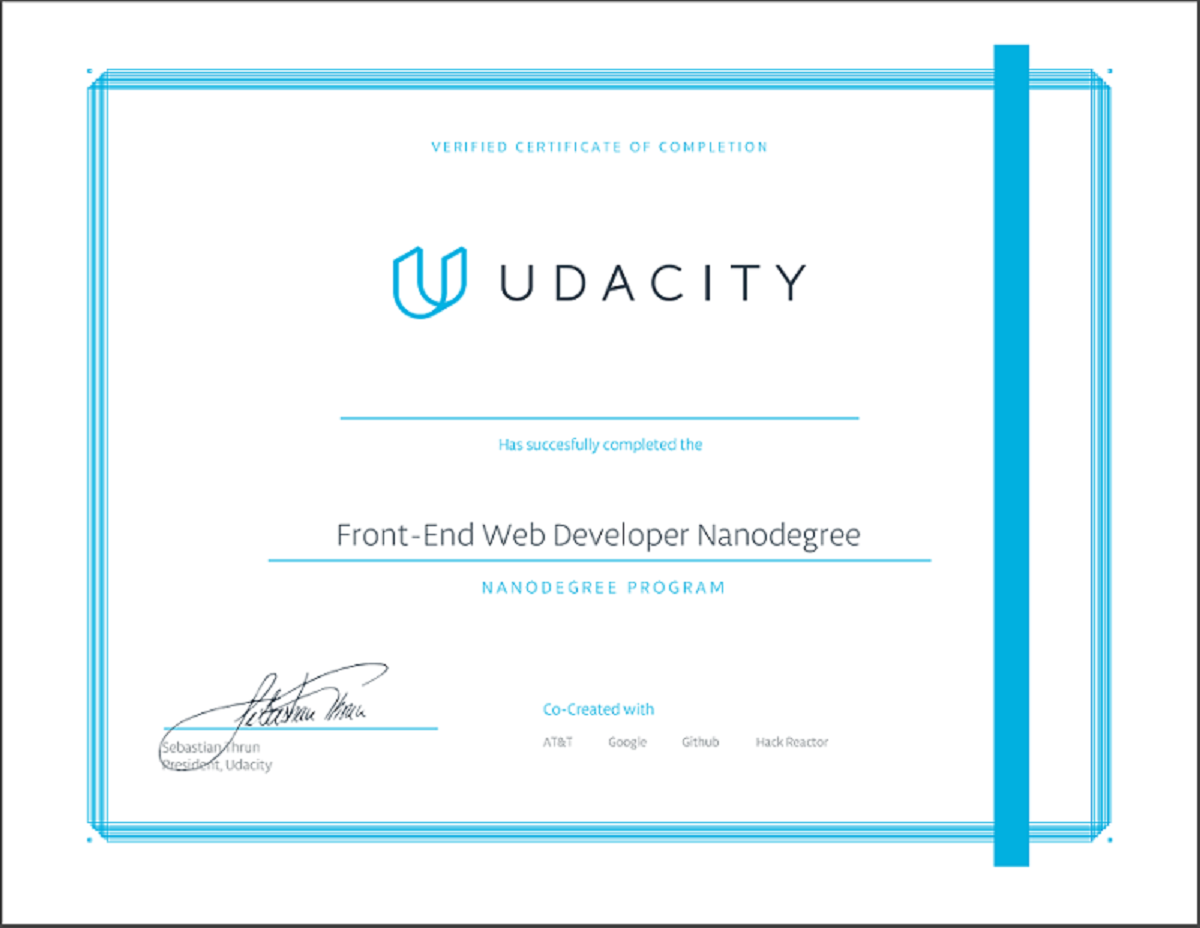 VERIFIED CERTIFICATE OF COMPLETION
UDACITY
Has succesfully completed the
Front-End Web Developer Nanodegree
NANODEGREE PROGRAM
Sebastian Thrun
Sebastian Thrun
President, Udacity
Co-Created with
AT&T Google Github Hack Reactor